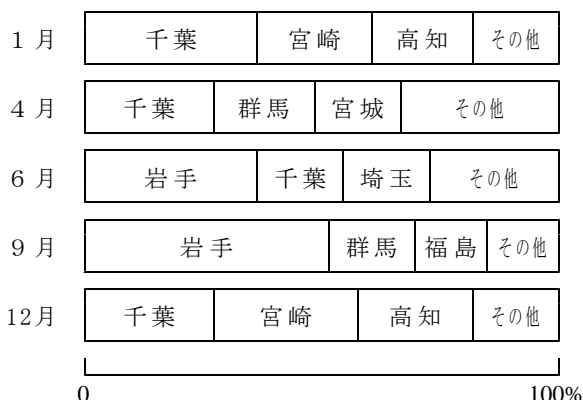 1月 千葉 宮崎 高知 その他
4月 千葉 群馬 宮城 その他
6月 岩手 千葉 埼玉 その他
9月 岩手 群馬 福島 その他
12月 千葉 宮崎 高知 その他
0 100%